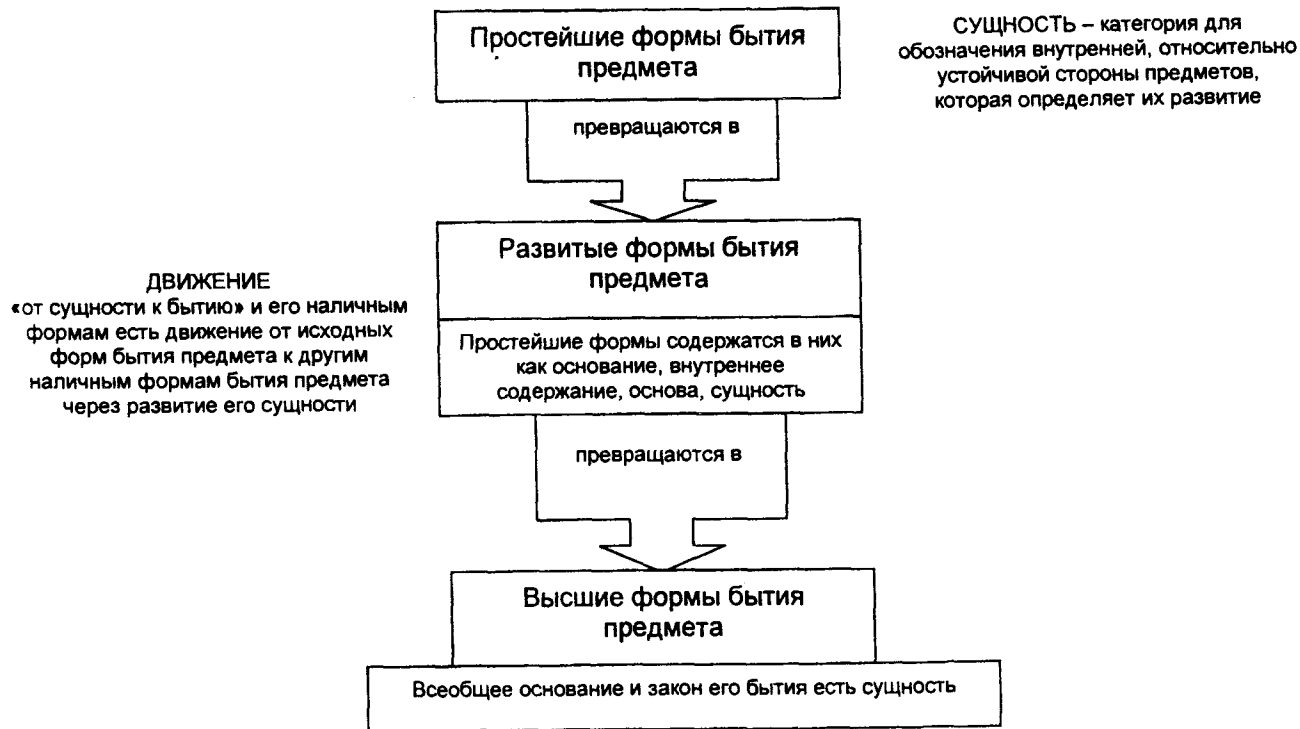 Простейшие формы бытия
предмета
СУЩНОСТЬ – категория для
обозначения внутренней, относительно
устойчивой стороны предметов,
которая определяет их развитие
превращаются в
Развитые формы бытия
предмета
ДВИЖЕНИЕ
«от сущности к бытию» и его наличным
формам есть движение от исходных
форм бытия предмета к другим
наличным формам бытия предмета
через развитие его сущности
Простейшие формы содержатся в них
как основание, внутреннее
содержание, основа, сущность
превращаются в
Высшие формы бытия
предмета
Всеобщее основание и закон его бытия есть сущность